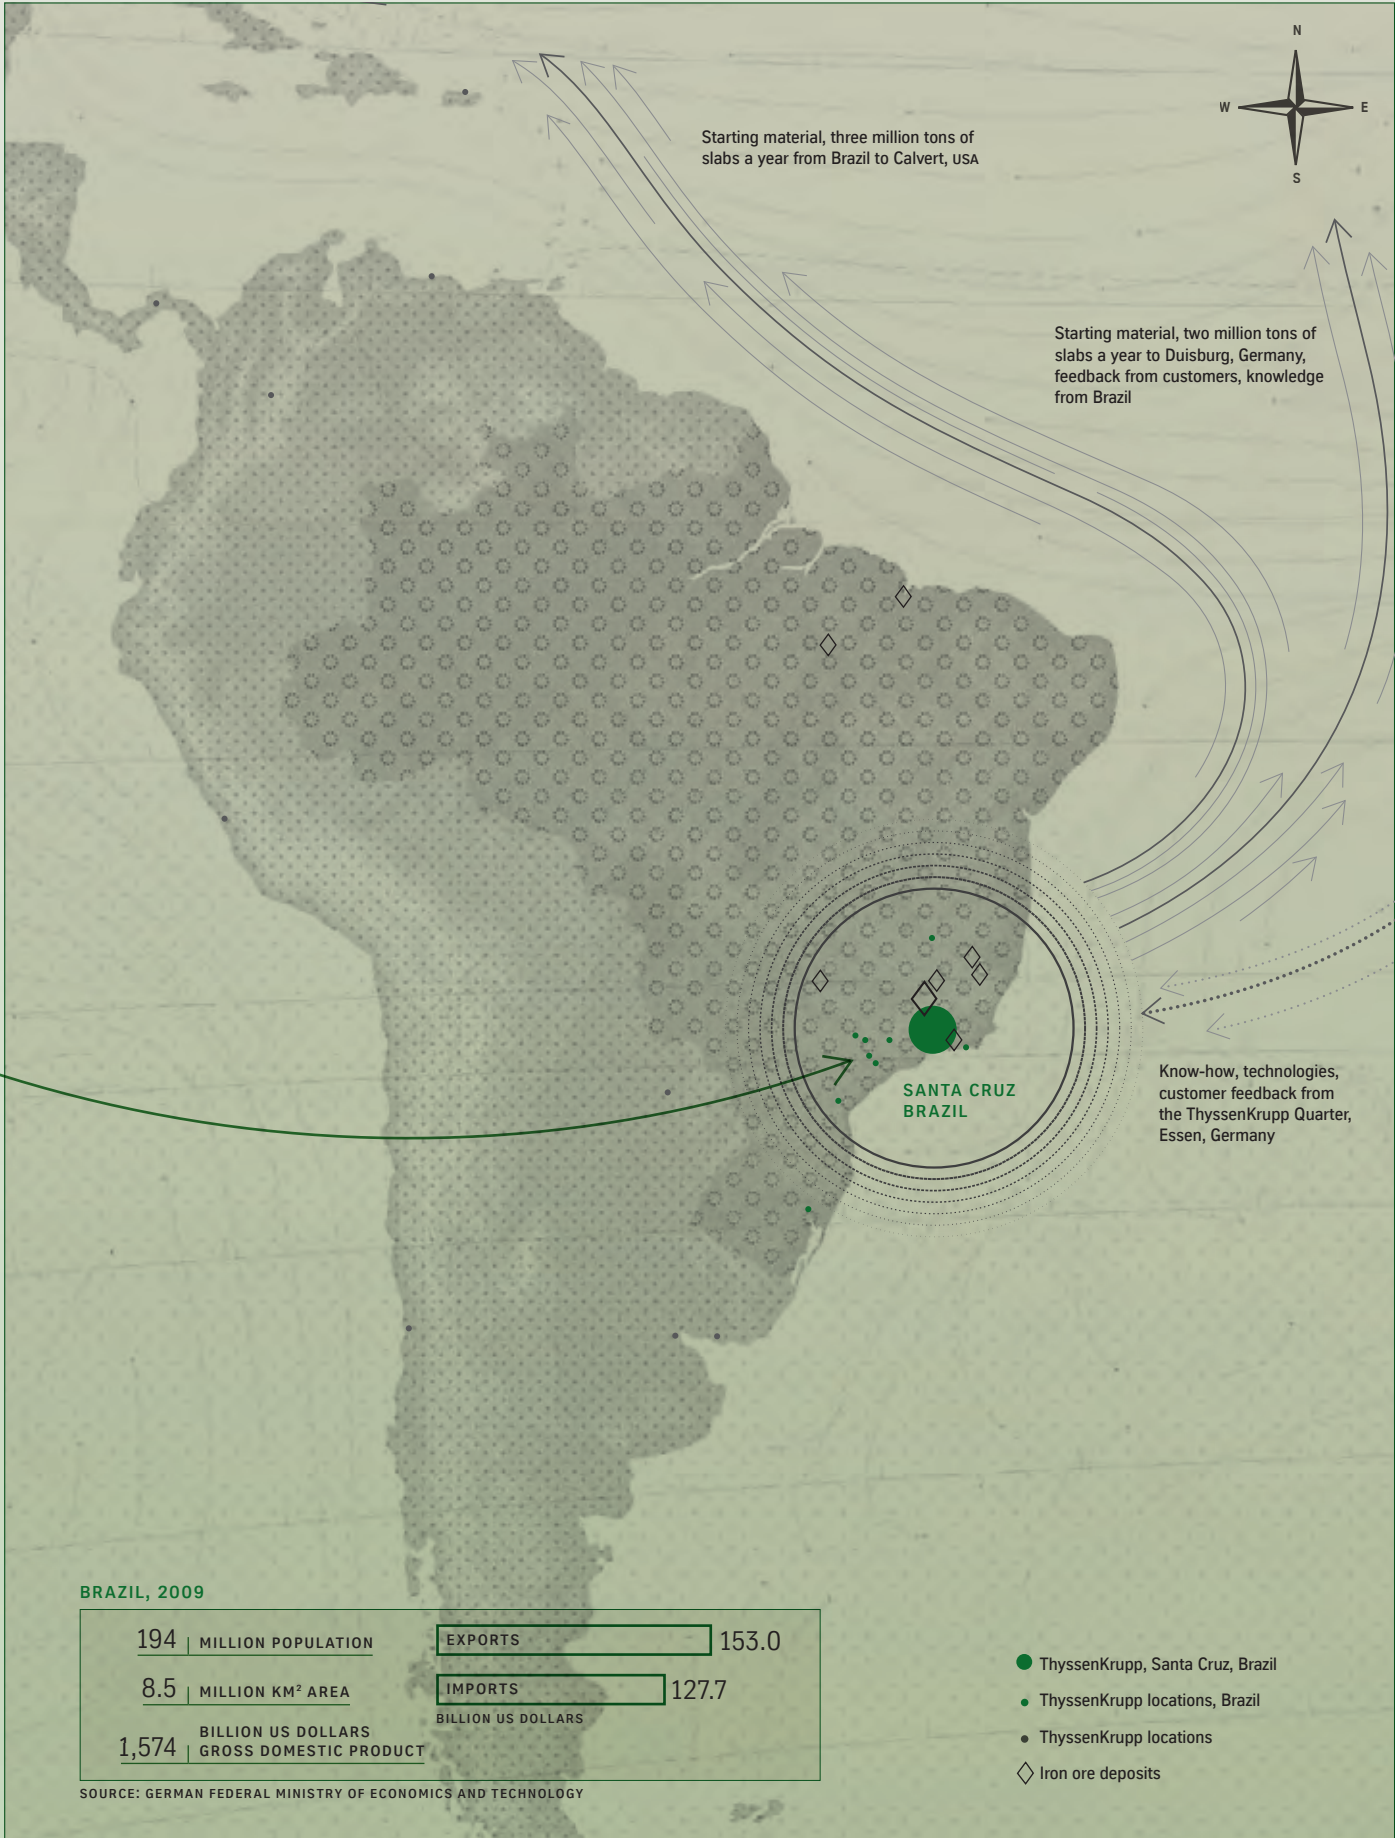 N
W E
S
Starting material, three million tons of
slabs a year from Brazil to Calvert, USA
Starting material, two million tons of
slabs a year to Duisburg, Germany,
feedback from customers, knowledge
from Brazil
SANTA CRUZ
BRAZIL
Know-how, technologies,
customer feedback from
the ThyssenKrupp Quarter,
Essen, Germany
BRAZIL, 2009
194 MILLION POPULATION
8.5 MILLION KM² AREA
BILLION US DOLLARS
1,574 GROSS DOMESTIC PRODUCT
EXPORTS 153.0
IMPORTS 127.7
BILLION US DOLLARS
SOURCE: GERMAN FEDERAL MINISTRY OF ECONOMICS AND TECHNOLOGY
ThyssenKrupp, Santa Cruz, Brazil
ThyssenKrupp locations, Brazil
ThyssenKrupp locations
Iron ore deposits